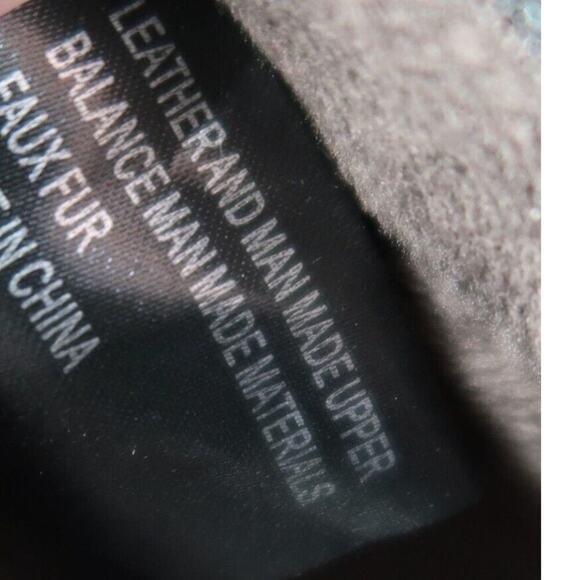 LEATHER AND MAN MADE UPPER
BALANCE MAN MADE MATERIALS
FAUX FUR
IN CHINA